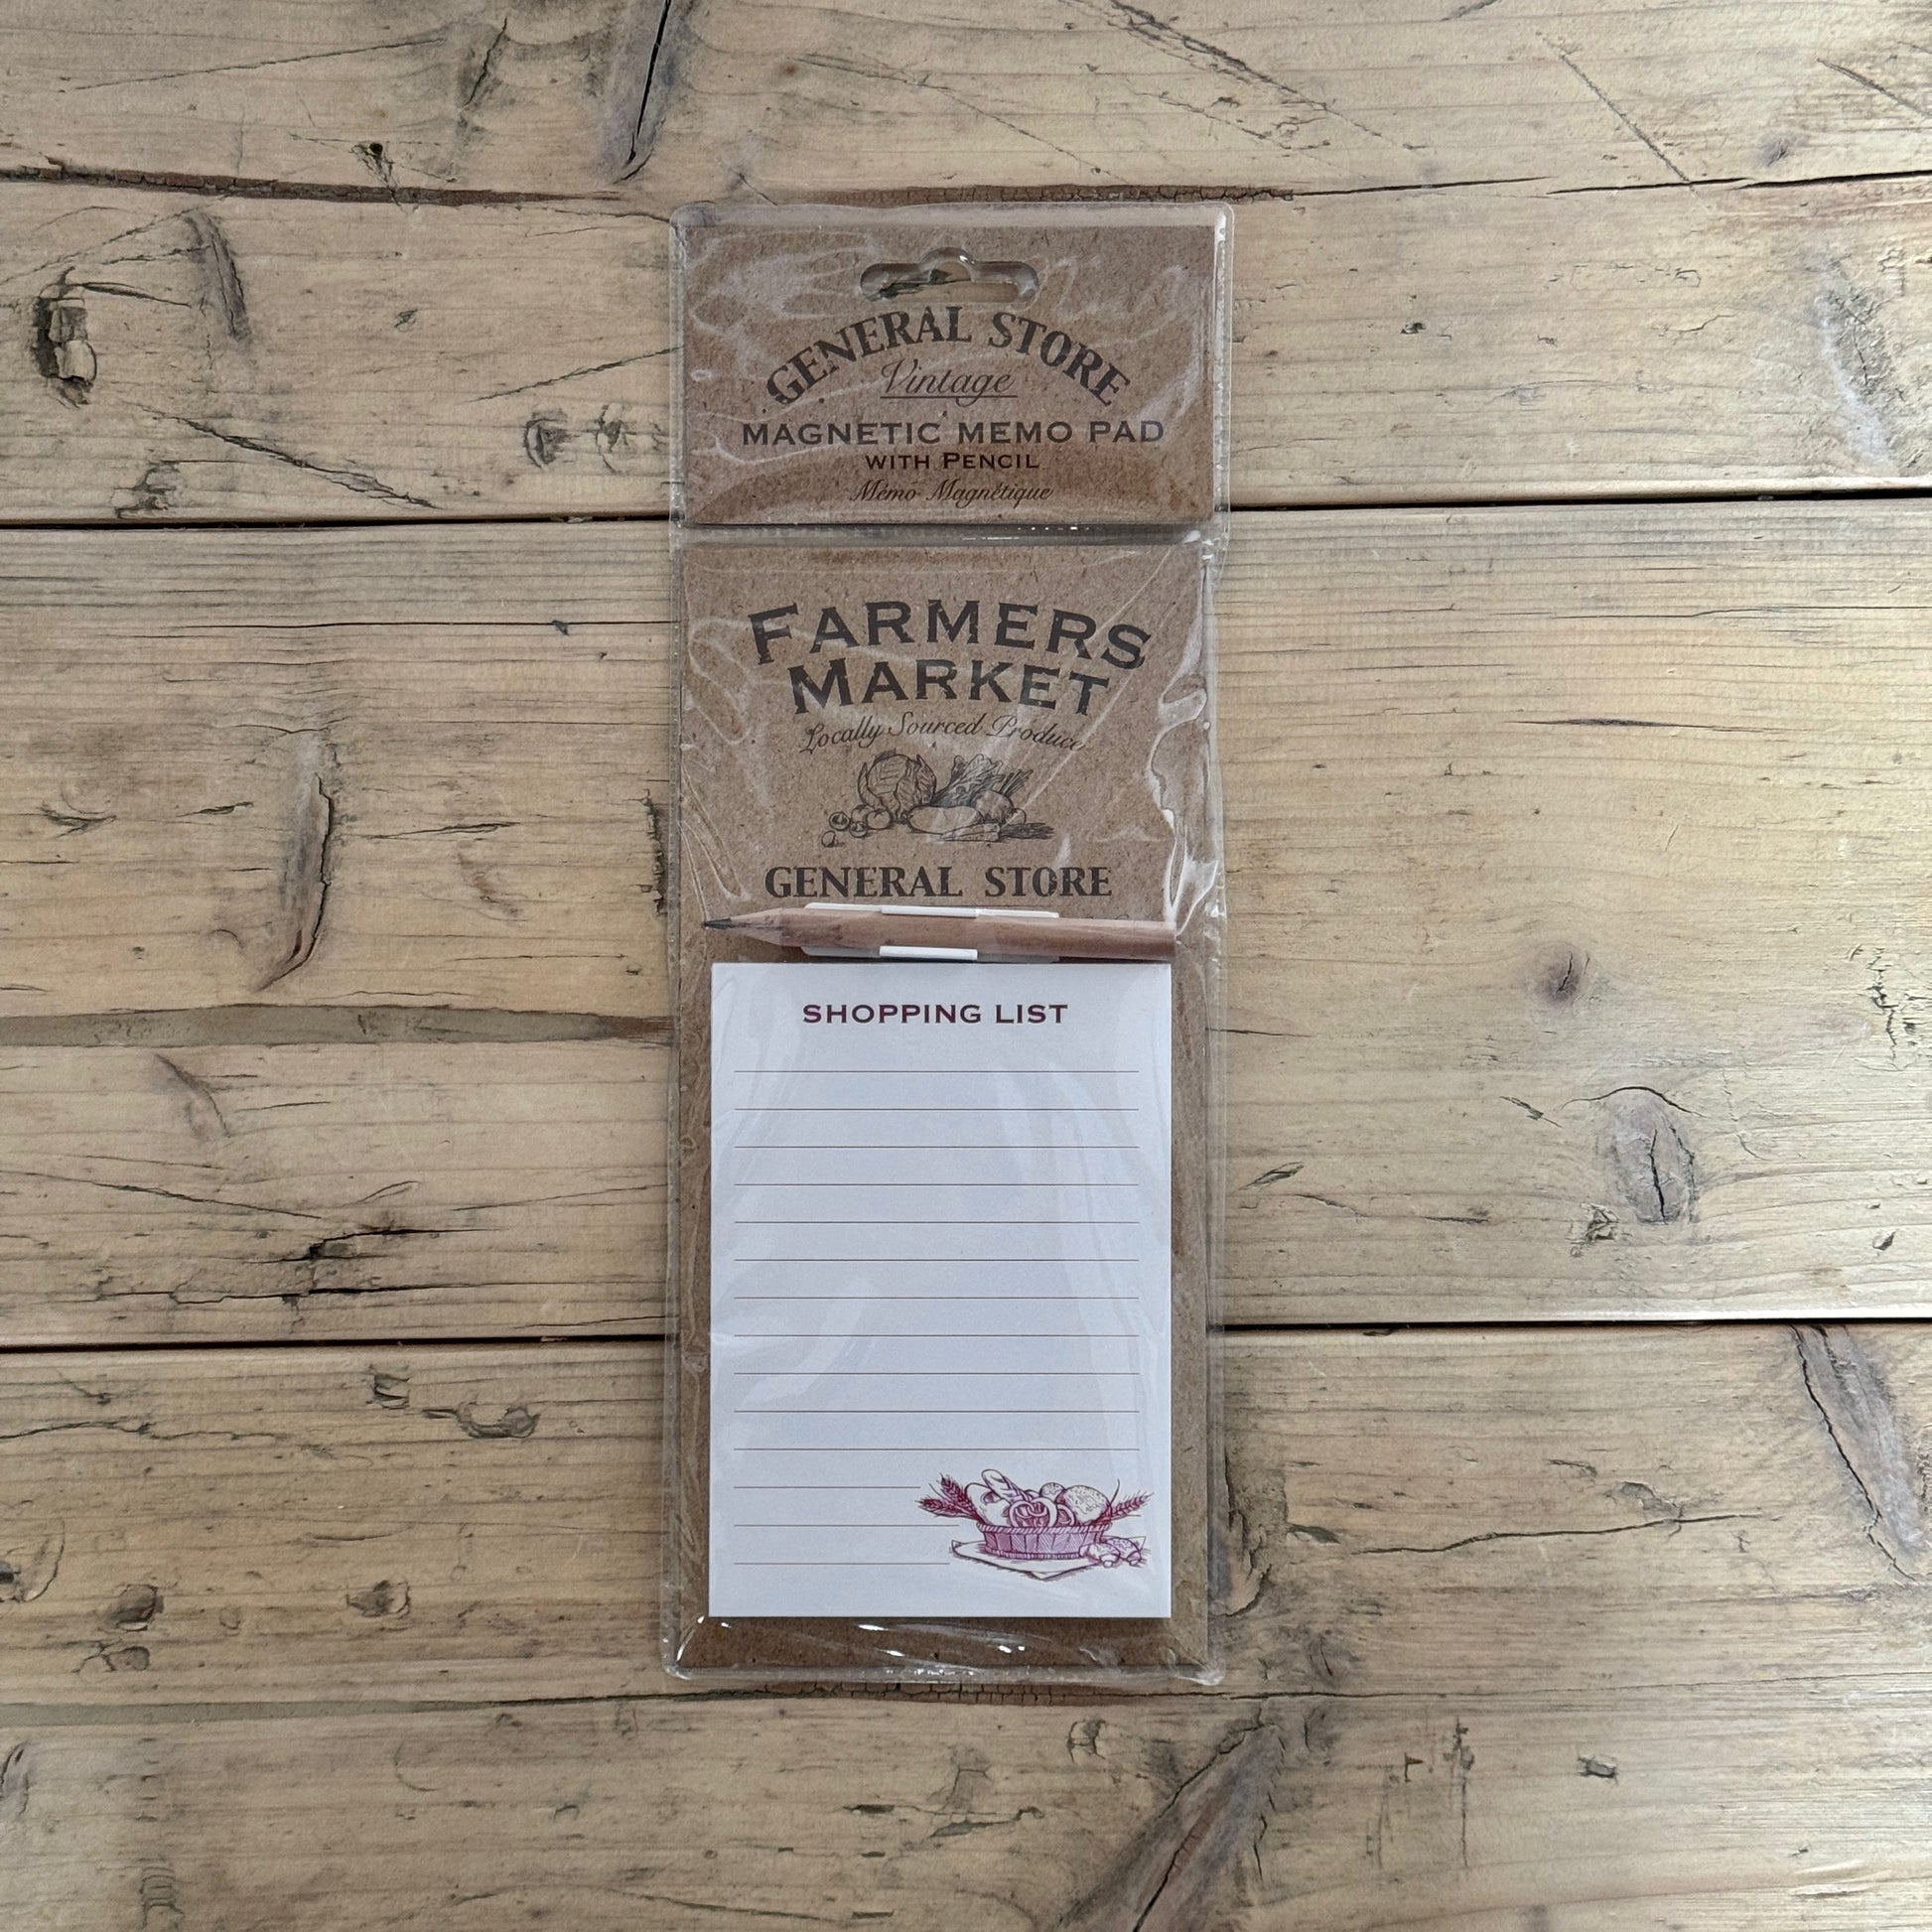 GENERAL STORE
Vintage
MAGNETIC MEMO PAD
WITH PENCIL
Mémo Magnétique
FARMERS
MARKET
Locally Sourced Produce
GENERAL STORE
SHOPPING LIST